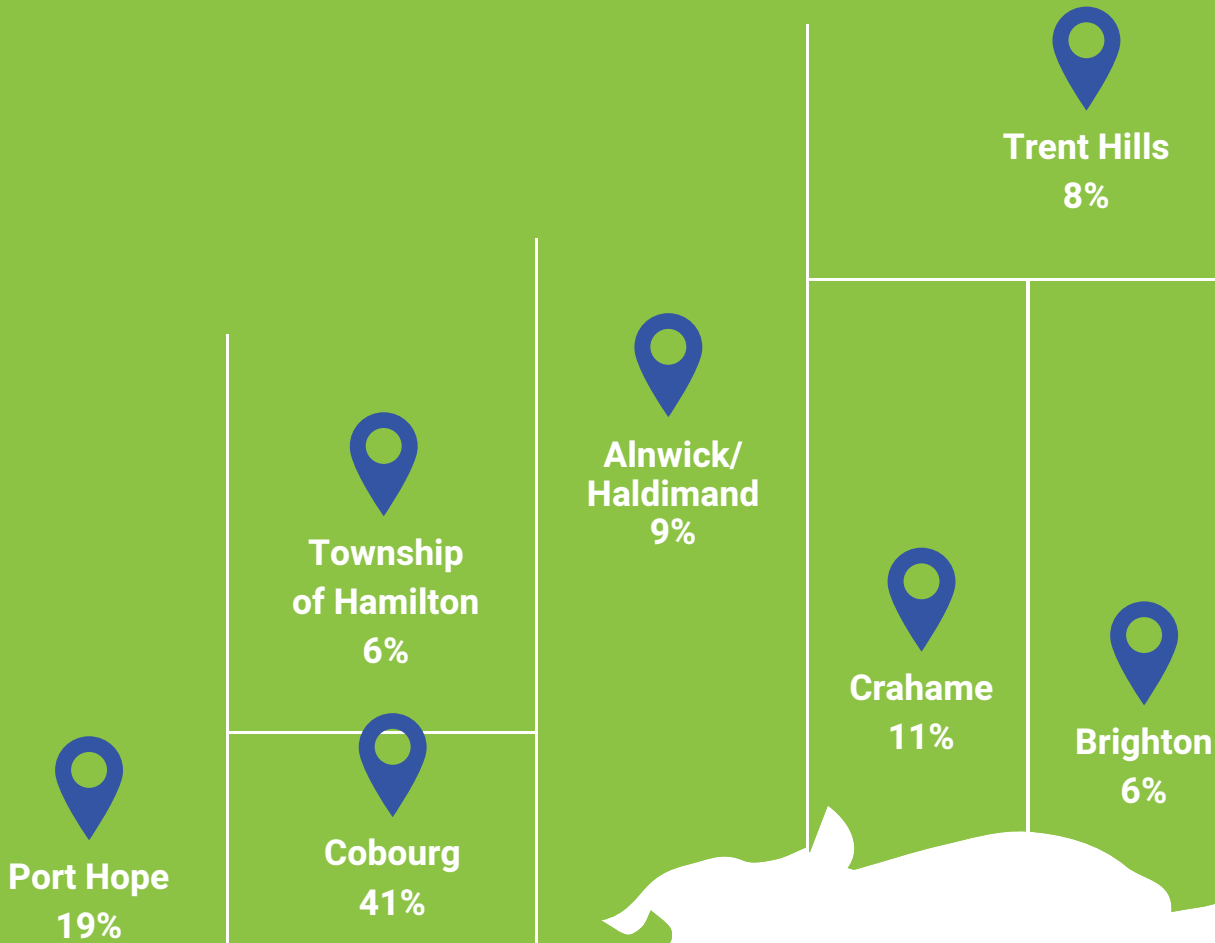 Trent Hills
8%
Alnwick/
Haldimand
9%
Township
of Hamilton
6%
Crahame
11%
Brighton
6%
Cobourg
41%
Port Hope
19%